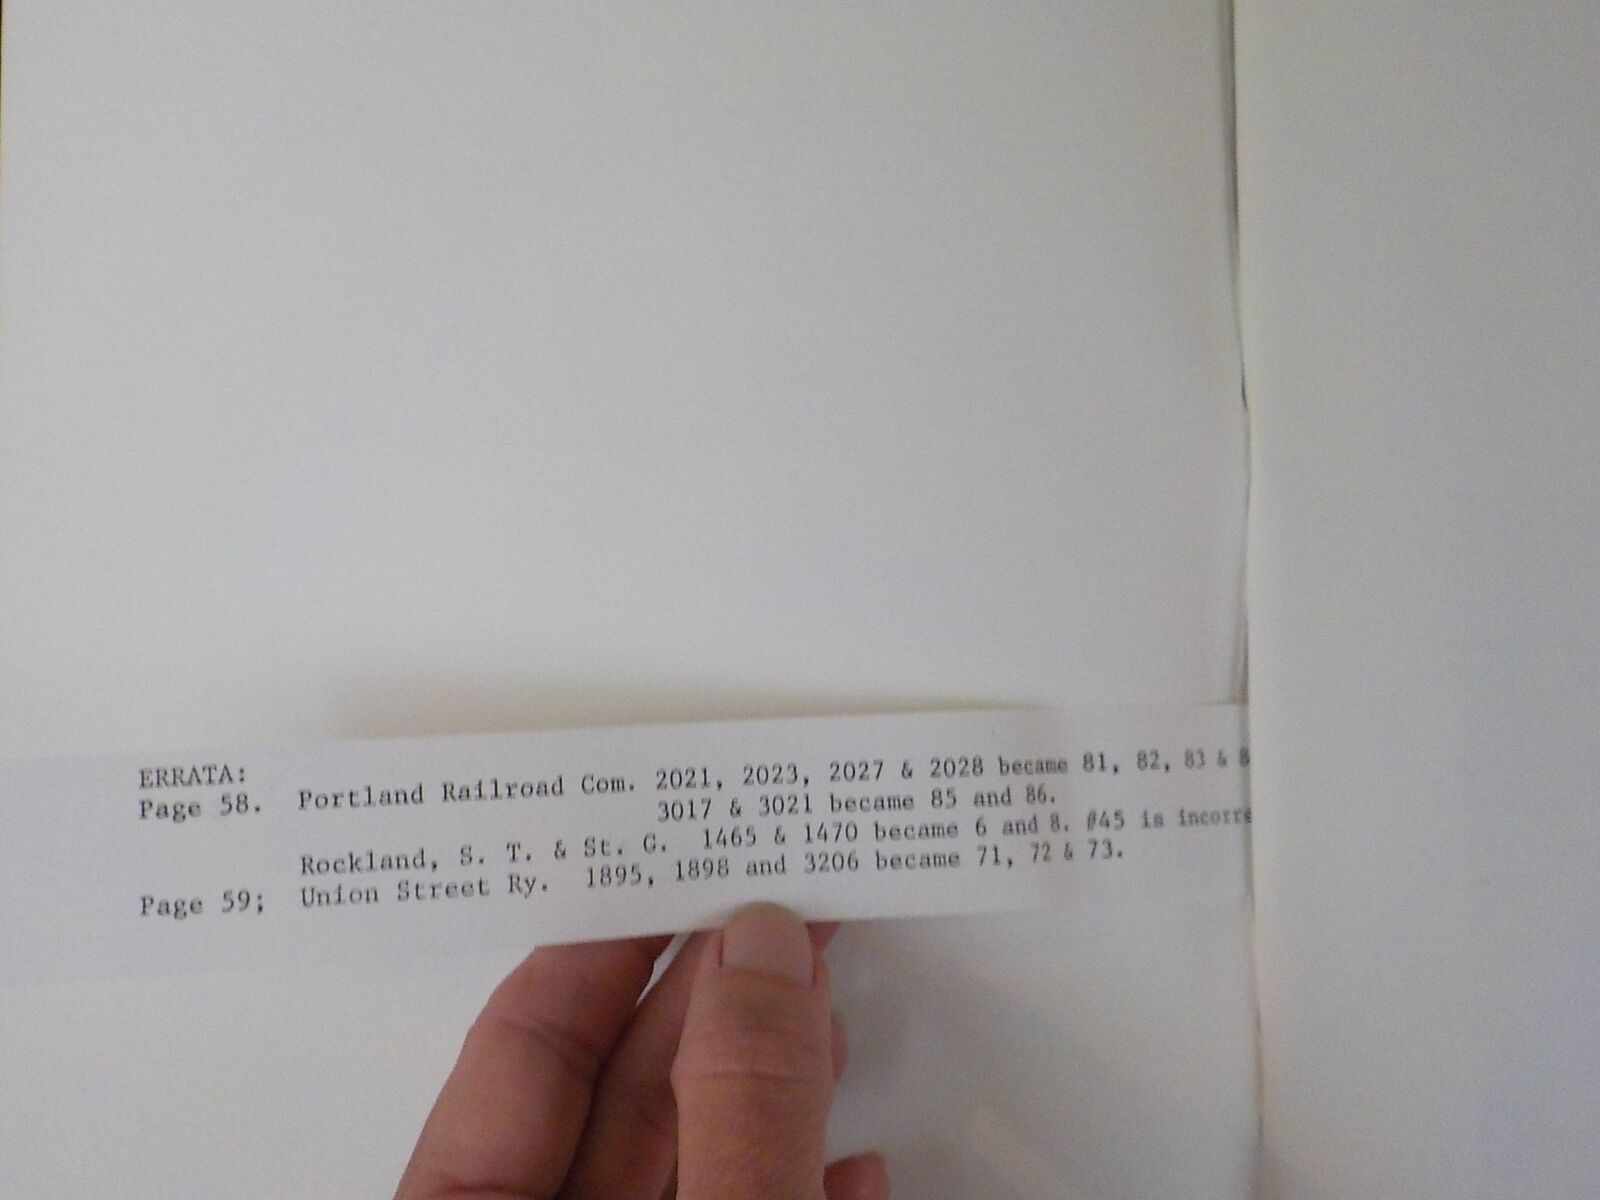 ERRATA:
Page 58. Portland Railroad Com. 2021, 2023, 2027 & 2028 became 81, 82, 83 &
3017 & 3021 became 85 and 86.
Rockland, S. T. & St. G. 1465 & 1470 became 6 and 8. #45 is
Page 59; Union Street Ry. 1895, 1898 and 3206 became 71, 72 & 73.